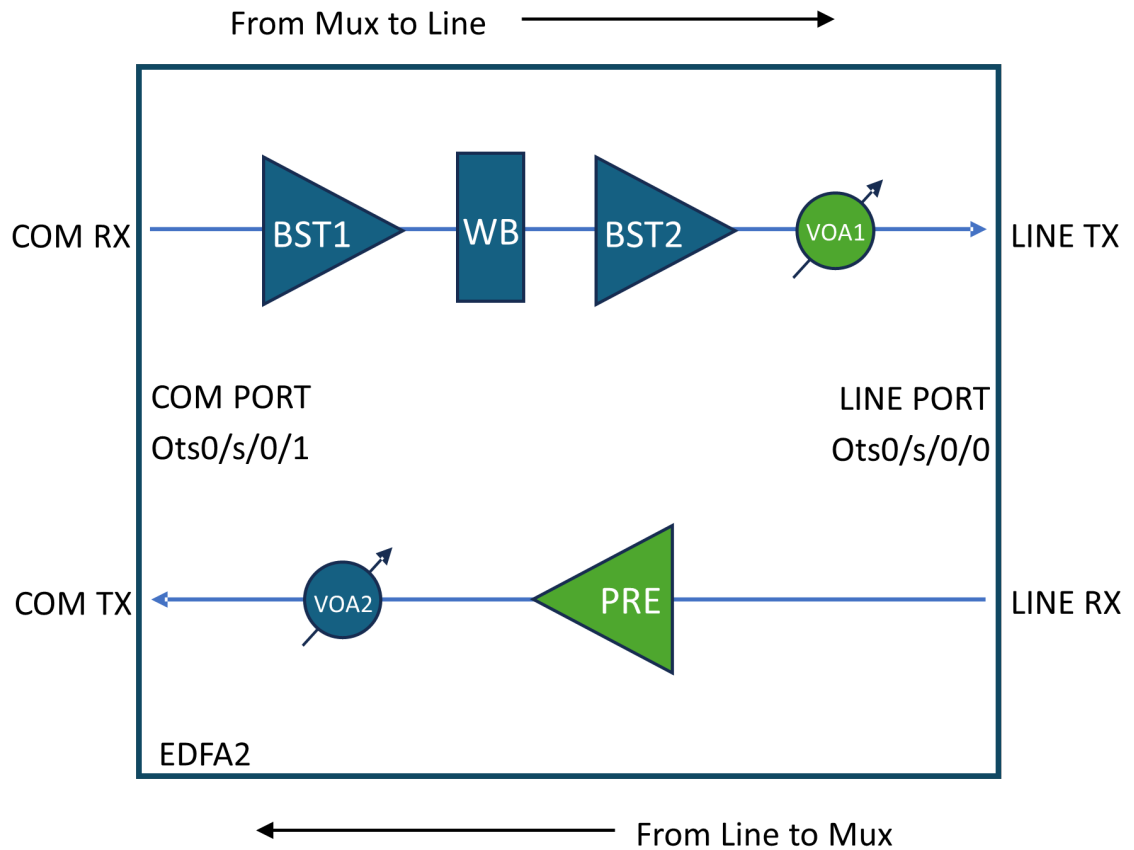 From Mux to Line
COM RX
BST1
WB
BST2
VOA1
LINE TX
COM PORT
Ots0/s/0/1
LINE PORT
Ots0/s/0/0
COM TX
VOA2
PRE
LINE RX
EDFA2
From Line to Mux